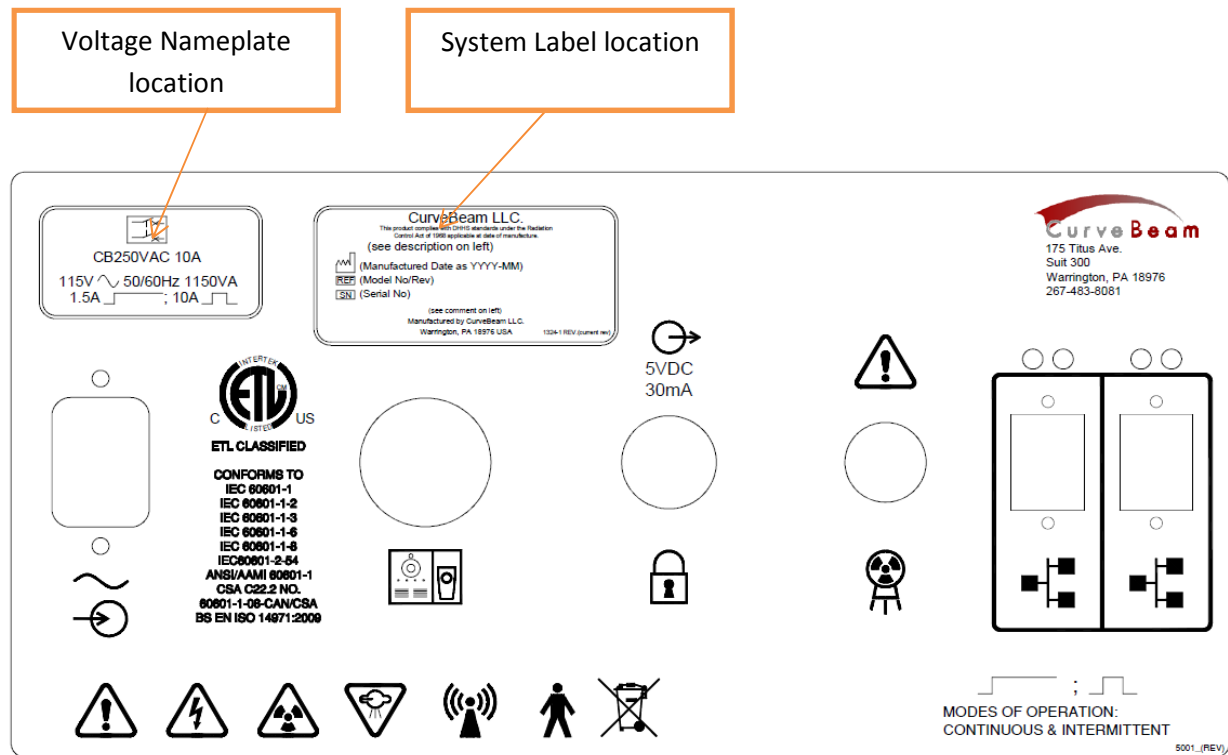 Voltage Nameplate
location
System Label location
CB250VAC 10A
115V 50/60Hz 1150VA
1.5A ; 10A
CurveBeam LLC.
This product complies with DHHS standards under the Radiation
Control Act of 1968 applicable at date of manufacture.
(see description on left)
(Manufactured Date as YYYY-MM)
REF (Model No/Rev)
SN (Serial No)
(see comment on left)
Manufactured by CurveBeam LLC.
Warrington, PA 18976 USA
1324-1 REV (current rev)
CurveBeam
175 Titus Ave.
Suit 300
Warrington, PA 18976
267-483-8081
5VDC
30mA
INTERTEK
ETL CM
C US
LISTED
ETL CLASSIFIED
CONFORMS TO
IEC 60601-1
IEC 60601-1-2
IEC 60601-1-3
IEC 60601-1-6
IEC 60601-1-8
IEC60601-2-54
ANSI/AAMI 60601-1
CSA C22.2 NO.
60601-1-08-CAN/CSA
BS EN ISO 14971:2009
;
MODES OF OPERATION:
CONTINUOUS & INTERMITTENT
5001_(REV)